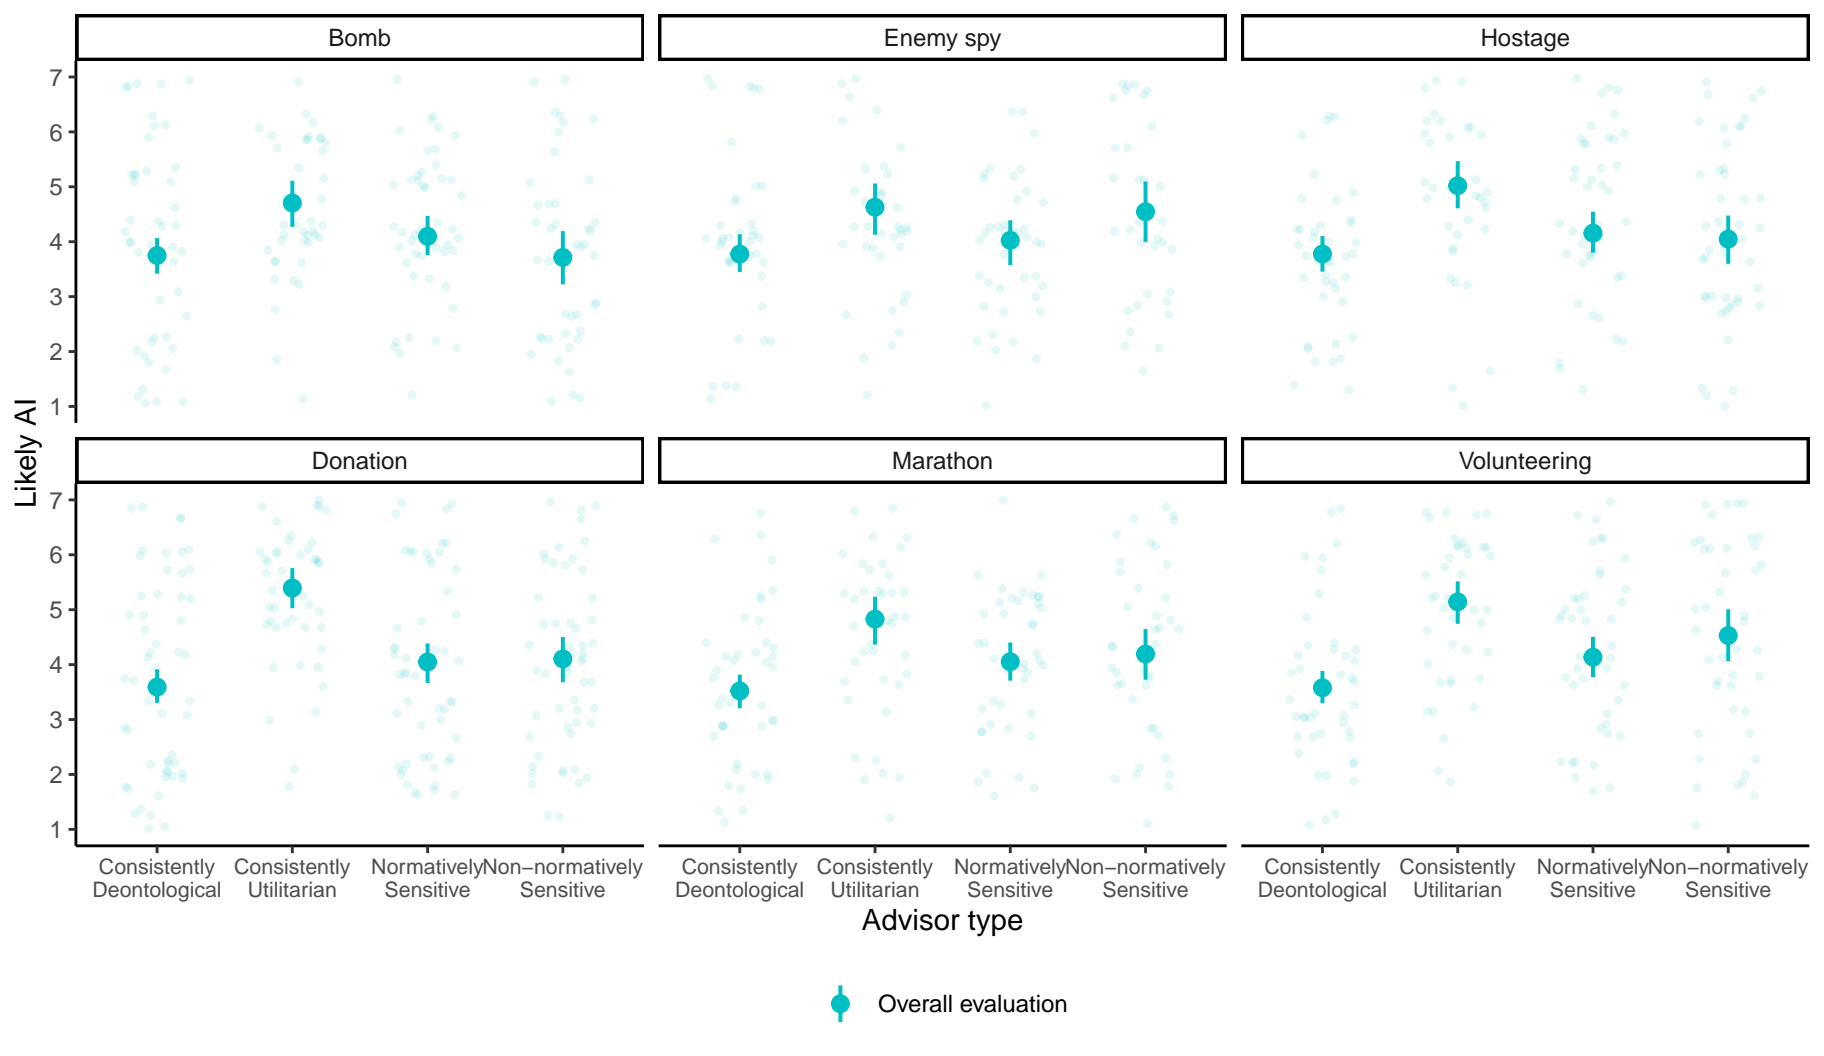 Bomb
Enemy spy
Hostage
7
6
5
4
3
2
1
Donation
Marathon
Volunteering
7
6
5
4
3
2
1
Likely AI
Consistently Deontological
Consistently Utilitarian
Normatively Sensitive
Non−normatively Sensitive
Consistently Deontological
Consistently Utilitarian
Normatively Sensitive
Non−normatively Sensitive
Consistently Deontological
Consistently Utilitarian
Normatively Sensitive
Non−normatively Sensitive
Advisor type
Overall evaluation